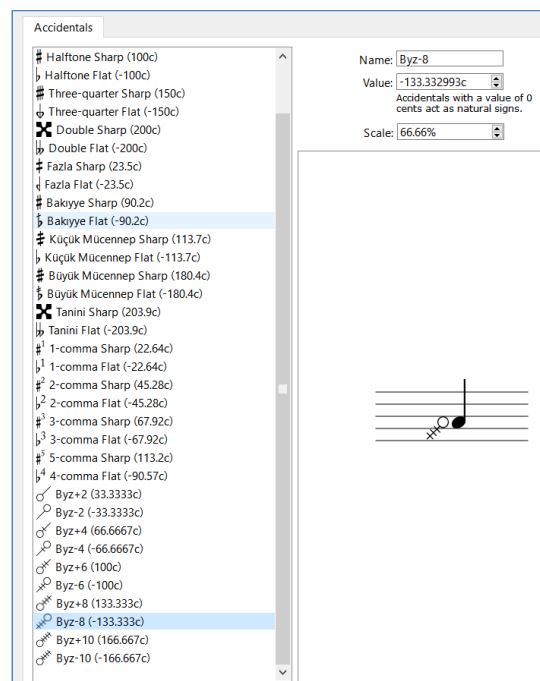 Accidentals
Halftone Sharp (100c)
Halftone Flat (-100c)
Three-quarter Sharp (150c)
Three-quarter Flat (-150c)
Double Sharp (200c)
Double Flat (-200c)
Fazla Sharp (23.5c)
Fazla Flat (-23.5c)
Bakıyye Sharp (90.2c)
Bakıyye Flat (-90.2c)
Küçük Mücennep Sharp (113.7c)
Küçük Mücennep Flat (-113.7c)
Büyük Mücennep Sharp (180.4c)
Büyük Mücennep Flat (-180.4c)
Tanini Sharp (203.9c)
Tanini Flat (-203.9c)
1 1-comma Sharp (22.64c)
1 1-comma Flat (-22.64c)
2 2-comma Sharp (45.28c)
2 2-comma Flat (-45.28c)
3 3-comma Sharp (67.92c)
3 3-comma Flat (-67.92c)
5 5-comma Sharp (113.2c)
4 4-comma Flat (-90.57c)
Byz+2 (33.3333c)
Byz-2 (-33.3333c)
Byz+4 (66.6667c)
Byz-4 (-66.6667c)
Byz+6 (100c)
Byz-6 (-100c)
Byz+8 (133.333c)
Byz-8 (-133.333c)
Byz+10 (166.667c)
Byz-10 (-166.667c)
Name: Byz-8
Value: -133.332993c
Accidentals with a value of 0
cents act as natural signs.
Scale: 66.66%